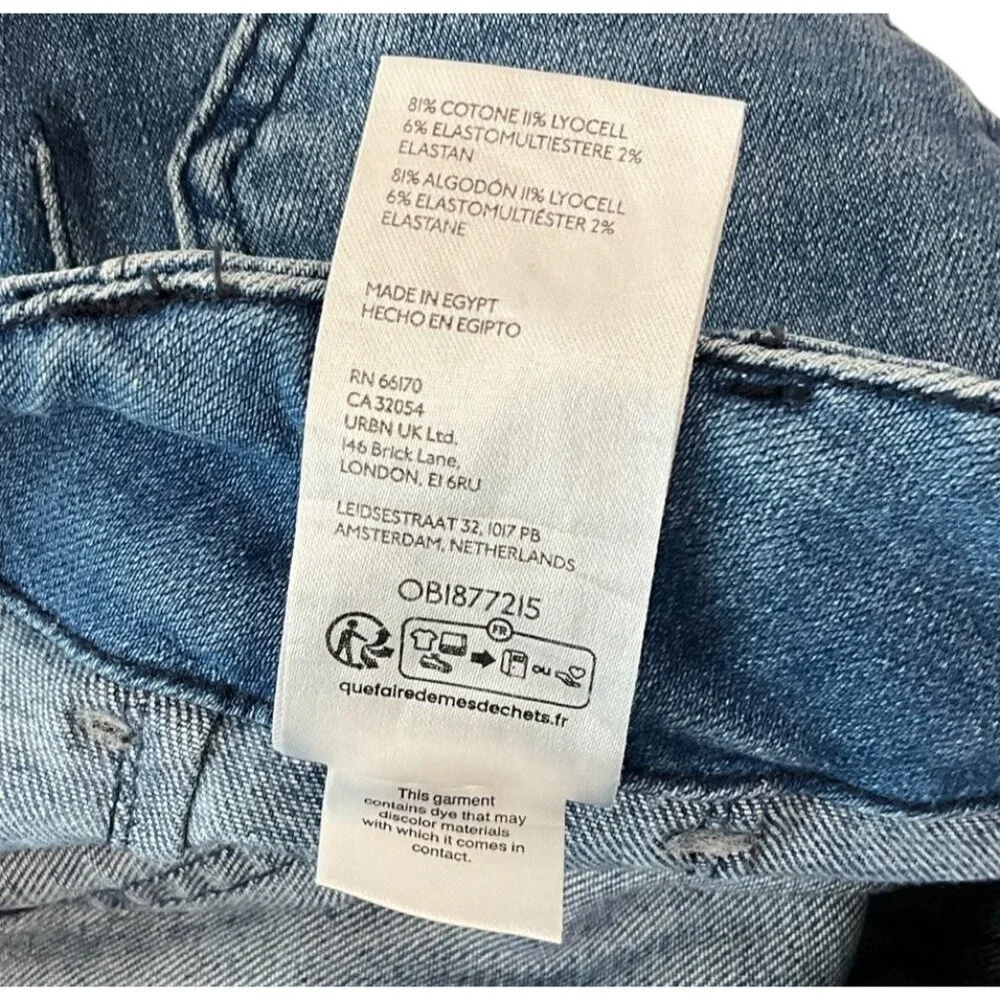 81% COTONE 11% LYOCELL
6% ELASTOMULTIESTERE 2%
ELASTAN
81% ALGODÓN 11% LYOCELL
6% ELASTOMULTIÉSTER 2%
ELASTANE
MADE IN EGYPT
HECHO EN EGIPTO
RN 66170
CA 32054
URBN UK Ltd.
146 Brick Lane,
LONDON, E1 6RU
LEIDSESTRAAT 32, 1017 PB
AMSTERDAM, NETHERLANDS
OB1877215
FR
OU
quefairedemesdechets.fr
This garment
contains dye that may
discolor materials
with which it comes in
contact.